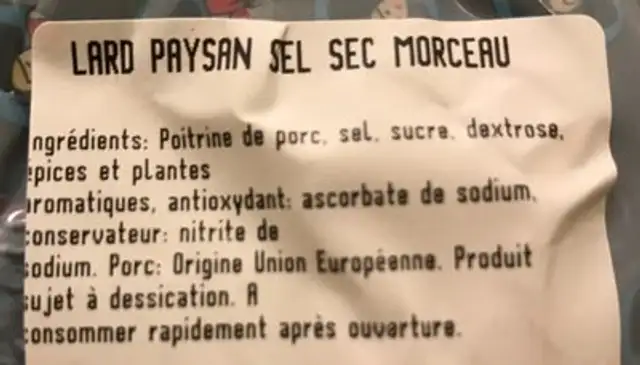 LARD PAYSAN SEL SEC MORCEAU
ngrédients: Poitrine de porc, sel, sucre, dextrose,
épices et plantes
aromatiques, antioxydant: ascorbate de sodium,
conservateur: nitrite de
sodium. Porc: Origine Union Européenne. Produit
sujet à dessication. A
consommer rapidement après ouverture.